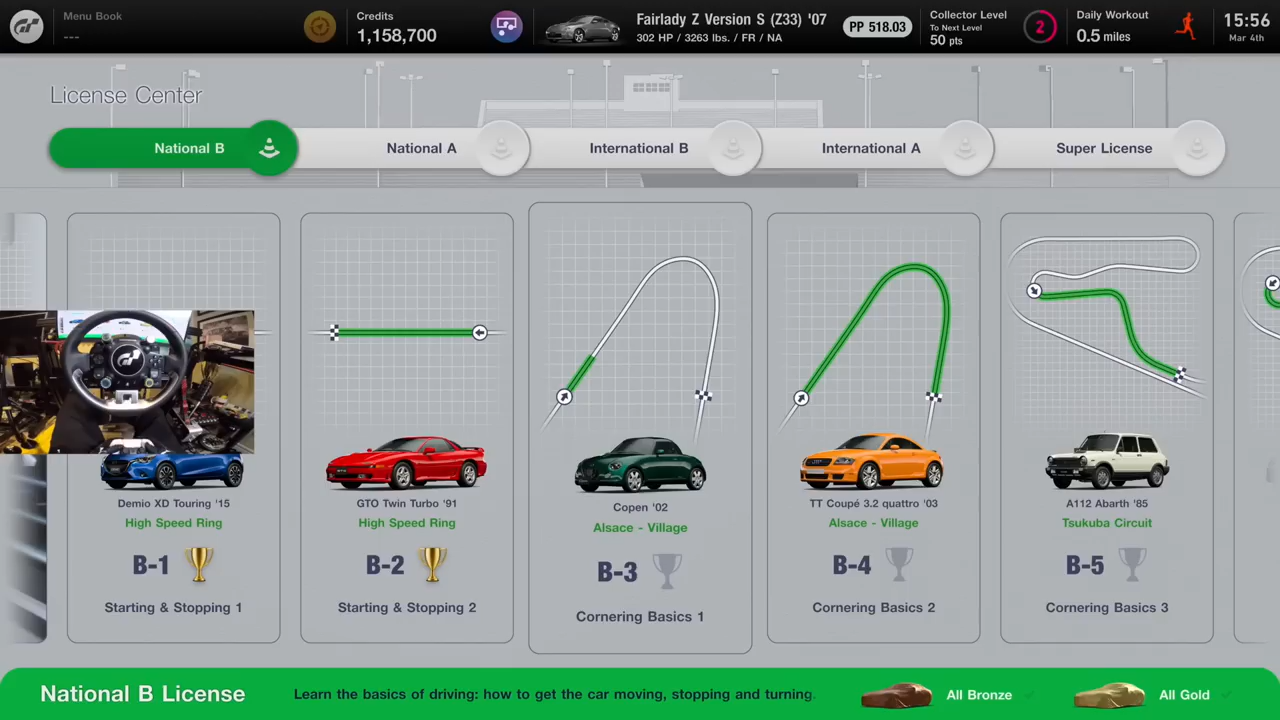 Menu Book
---
Credits
1,158,700
Fairlady Z Version S (Z33) '07
302 HP / 3263 lbs. / FR / NA
PP 518.03
Collector Level
To Next Level
50 pts
2
Daily Workout
0.5 miles
15:56
Mar 4th
License Center
National B
National A
International B
International A
Super License
Demio XD Touring '15
High Speed Ring
B-1
Starting & Stopping 1
GTO Twin Turbo '91
High Speed Ring
B-2
Starting & Stopping 2
Copen '02
Alsace - Village
B-3
Cornering Basics 1
TT Coupé 3.2 quattro '03
Alsace - Village
B-4
Cornering Basics 2
A112 Abarth '85
Tsukuba Circuit
B-5
Cornering Basics 3
National B License
Learn the basics of driving: how to get the car moving, stopping and turning.
All Bronze
All Gold